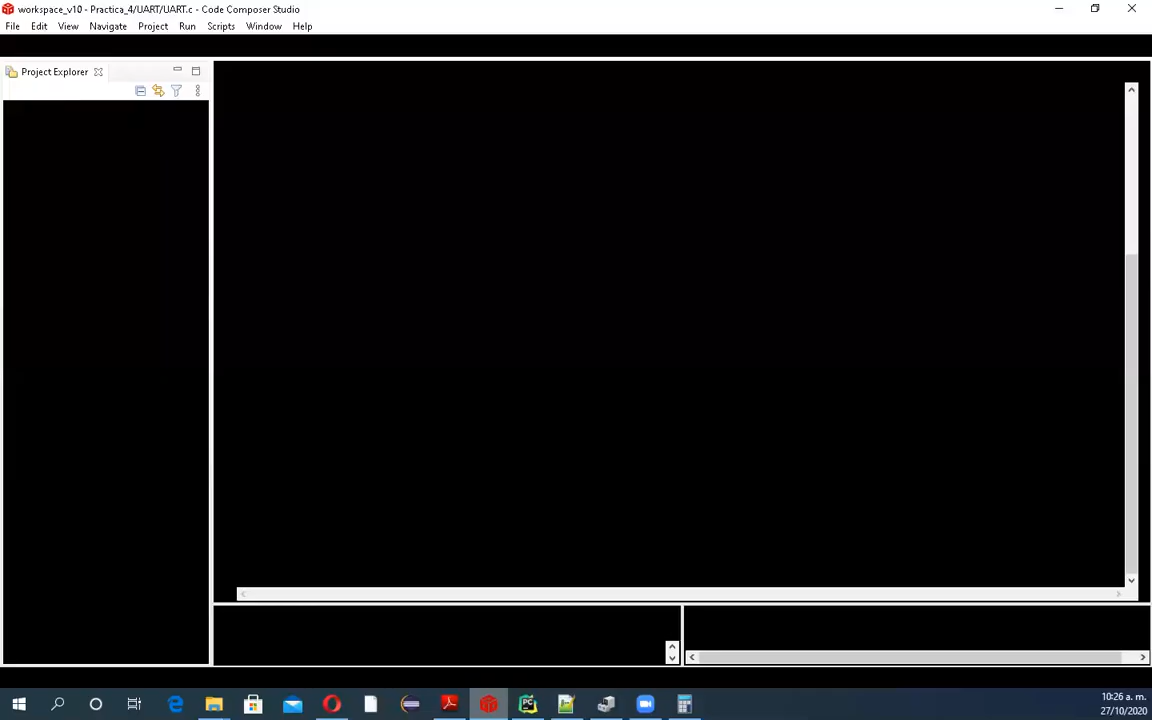 workspace_v10 - Practica_4/UART/UART.c - Code Composer Studio
File Edit View Navigate Project Run Scripts Window Help
Project Explorer
PC
10:26 a. m.
27/10/2020